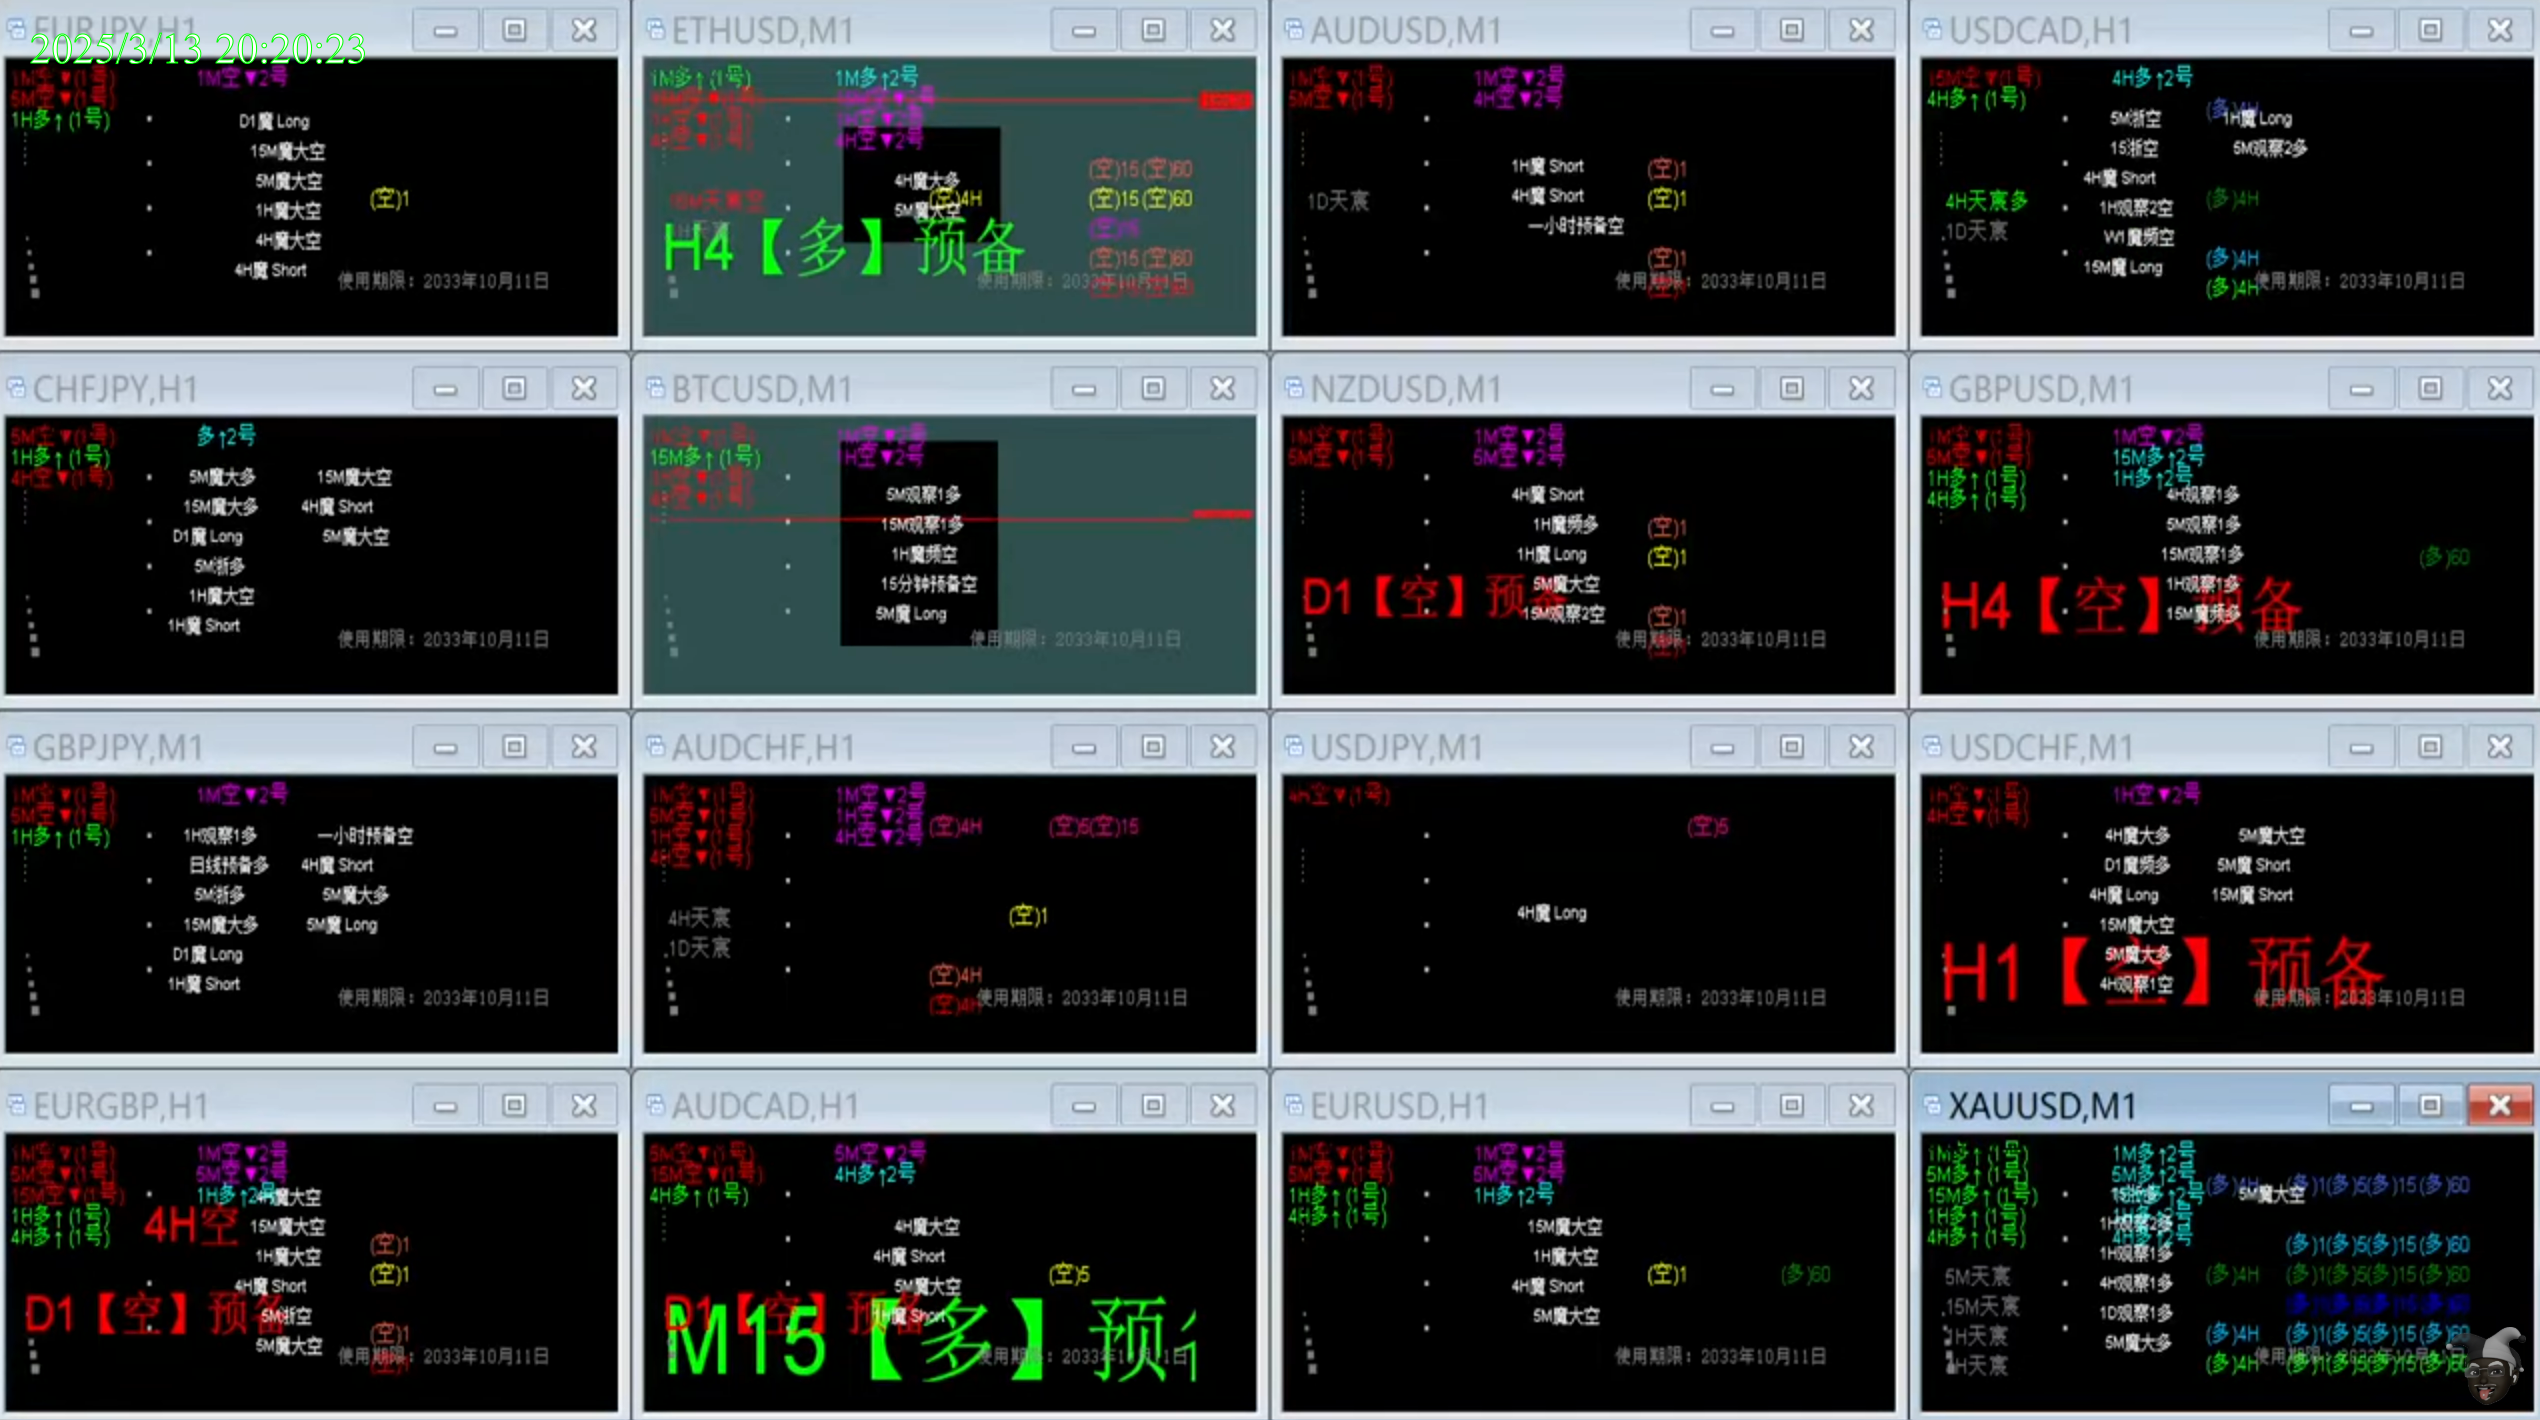 EURJPY,H1
2025/3/13 20:20:23
1M空▼(1号) 1M空▼2号
5M空▼(1号)
1H多↑(1号)
D1魔 Long
15M魔大空
5M魔大空 (空)1
1H魔大空
4H魔大空
4H魔 Short
使用期限：2033年10月11日
ETHUSD,M1
1M多↑(1号) 1M多↑2号
1H空▼(1号) 1H空▼2号
4H空▼(1号) 4H空▼2号
(空)15(空)60
4H魔大多
(空)4H (空)15(空)60
5M魔大空
(空)15
H4【多】预备
(空)15(空)60
使用期限：2033年10月11日
AUDUSD,M1
1M空▼(1号) 1M空▼2号
5M空▼(1号) 4H空▼2号
1H魔 Short (空)1
1D天宸 4H魔 Short (空)1
一小时预备空
(空)1
使用期限：2033年10月11日
USDCAD,H1
15M空▼(1号) 4H多↑2号
4H多↑(1号)
(多)4H
5M浙空 1H魔 Long
15浙空 5M观察2多
4H魔 Short
4H天宸多 1H观察2空 (多)4H
1D天宸 W1魔频空
15M魔 Long (多)4H
(多)4H
使用期限：2033年10月11日
CHFJPY,H1
5M空▼(1号) 多↑2号
1H多↑(1号)
4H空▼(1号)
5M魔大多 15M魔大空
15M魔大多 4H魔 Short
D1魔 Long 5M魔大空
5M浙多
1H魔大空
1H魔 Short
使用期限：2033年10月11日
BTCUSD,M1
1M空▼(1号) 1M空▼2号
15M多↑(1号) 1H空▼2号
4H空▼(1号)
5M观察1多
15M观察1多
1H魔频空
15分钟预备空
5M魔 Long
使用期限：2033年10月11日
NZDUSD,M1
1M空▼(1号) 1M空▼2号
5M空▼(1号) 5M空▼2号
4H魔 Short
1H魔频多 (空)1
1H魔 Long (空)1
5M魔大空
D1【空】预备
15M观察2空 (空)1
使用期限：2033年10月11日
GBPUSD,M1
1M空▼(1号) 1M空▼2号
5M空▼(1号) 15M多↑2号
1H多↑(1号) 1H多↑2号
4H多↑(1号) 4H观察1多
5M观察1多
15M观察1多 (多)60
1H观察1多
H4【空】预备
15M魔频多
使用期限：2033年10月11日
GBPJPY,M1
1M空▼(1号) 1M空▼2号
5M空▼(1号)
1H多↑(1号)
1H观察1多 一小时预备空
日线预备多 4H魔 Short
5M浙多 5M魔大多
15M魔大多 5M魔 Long
D1魔 Long
1H魔 Short
使用期限：2033年10月11日
AUDCHF,H1
1M空▼(1号) 1M空▼2号
5M空▼(1号) 1H空▼2号
1H空▼(1号) 4H空▼2号
4H空▼(1号)
(空)4H (空)5(空)15
4H天宸 (空)1
1D天宸
(空)4H
(空)4H
使用期限：2033年10月11日
USDJPY,M1
4H空▼(1号)
(空)5
4H魔 Long
使用期限：2033年10月11日
USDCHF,M1
1H空▼(1号) 1H空▼2号
4H空▼(1号)
4H魔大多 5M魔大空
D1魔频多 5M魔 Short
4H魔 Long 15M魔 Short
15M魔大空
5M魔大多
H1【空】预备
4H观察1空
使用期限：2033年10月11日
EURGBP,H1
1M空▼(1号) 1M空▼2号
5M空▼(1号) 5M空▼2号
15M空▼(1号) 1H多↑2号
1H多↑(1号) 4H魔大空
4H多↑(1号)
4H空
15M魔大空
1H魔大空 (空)1
4H魔 Short (空)1
D1【空】预备
5M浙空
5M魔大空 (空)1
使用期限：2033年10月11日
AUDCAD,H1
5M空▼(1号) 5M空▼2号
15M空▼(1号) 4H多↑2号
4H多↑(1号)
4H魔大空
4H魔 Short
5M魔大空 (空)5
D1【空】预备
1H魔 Short
M15【多】预
使用期限：2033年10月11日
EURUSD,H1
1M空▼(1号) 1M空▼2号
5M空▼(1号) 5M空▼2号
1H多↑(1号) 1H多↑2号
4H多↑(1号)
15M魔大空
1H魔大空
4H魔 Short (空)1 (多)60
5M魔大空
使用期限：2033年10月11日
XAUUSD,M1
1M多↑(1号) 1M多↑2号
5M多↑(1号) 5M多↑2号
15M多↑(1号)
1H多↑(1号)
4H多↑(1号) 4H多↑2号
(多)4H (多)1(多)5(多)15(多)60
5M魔大空
1H观察2多
1H观察1多 (多)1(多)5(多)15(多)60
5M天宸 4H观察1多 (多)4H (多)1(多)5(多)15(多)60
15M天宸 1D观察1多
1H天宸 5M魔大多 (多)4H (多)1(多)5(多)15(多)60
4H天宸 (多)4H (多)1(多)5(多)15(多)60